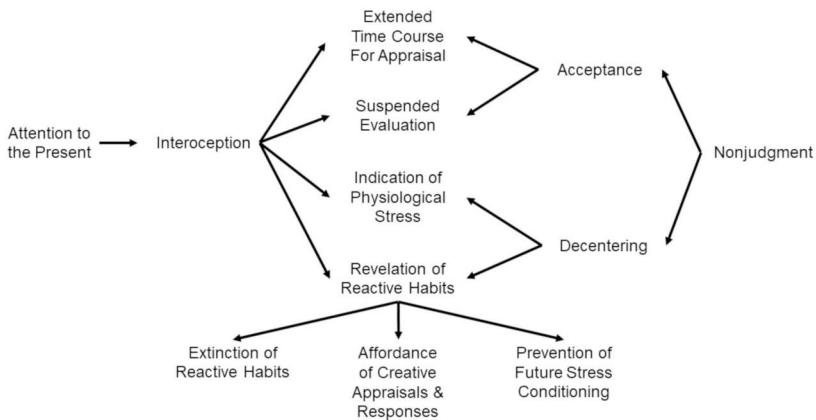 Extended
Time Course
For Appraisal
Acceptance
Suspended
Evaluation
Attention to
the Present
Interoception
Nonjudgment
Indication of
Physiological
Stress
Decentering
Revelation of
Reactive Habits
Extinction of
Reactive Habits
Affordance
of Creative
Appraisals &
Responses
Prevention of
Future Stress
Conditioning